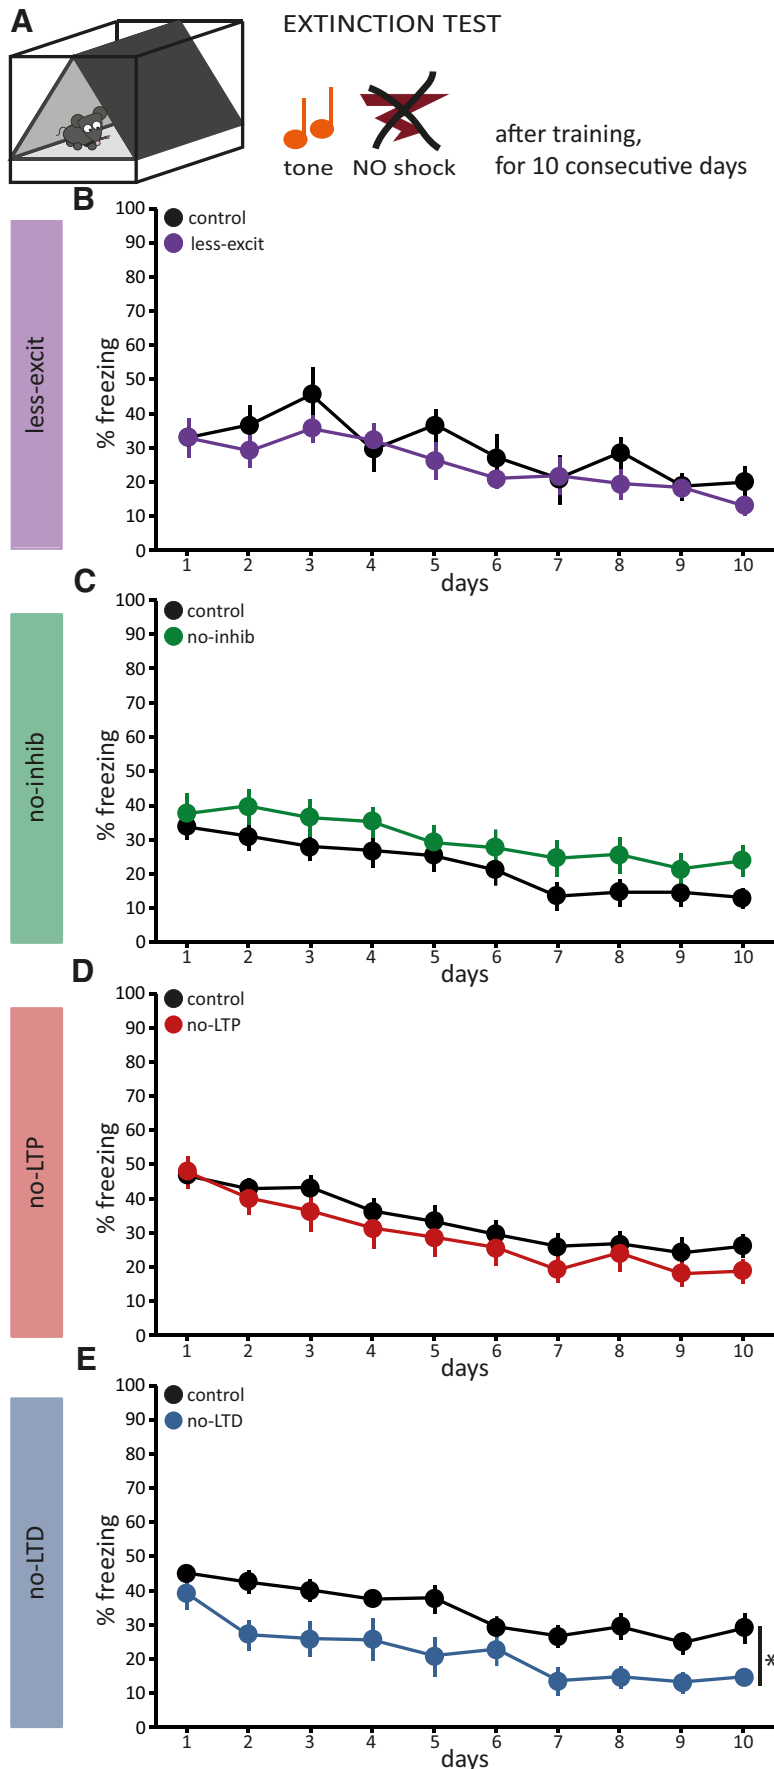 A
EXTINCTION TEST
tone NO shock
after training,
for 10 consecutive days
B
less-excit
% freezing
100
90
80
70
60
50
40
30
20
10
0
control
less-excit
1 2 3 4 5 6 7 8 9 10
days
C
no-inhib
% freezing
100
90
80
70
60
50
40
30
20
10
0
control
no-inhib
1 2 3 4 5 6 7 8 9 10
days
D
no-LTP
% freezing
100
90
80
70
60
50
40
30
20
10
0
control
no-LTP
1 2 3 4 5 6 7 8 9 10
days
E
no-LTD
% freezing
100
90
80
70
60
50
40
30
20
10
0
control
no-LTD
*
1 2 3 4 5 6 7 8 9 10
days